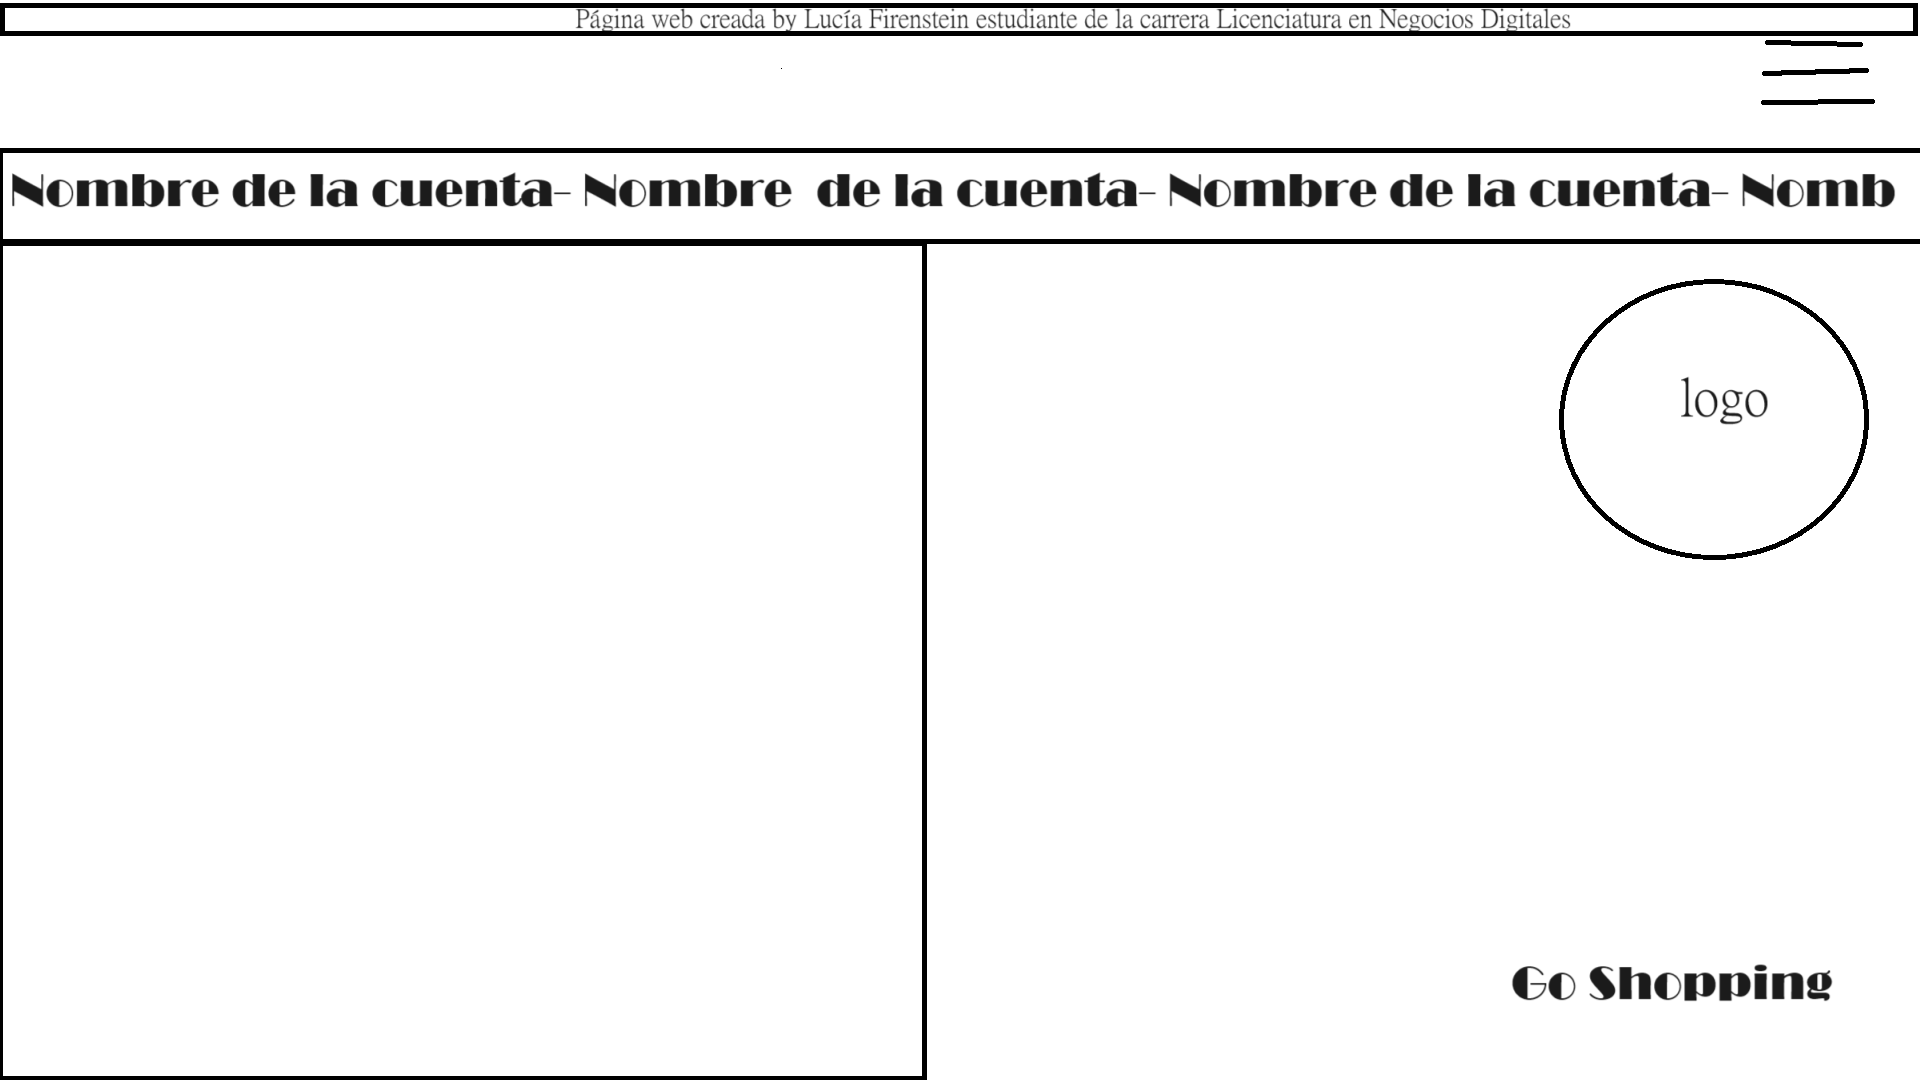 Página web creada by Lucía Firenstein estudiante de la carrera Licenciatura en Negocios Digitales
Nombre de la cuenta- Nombre  de la cuenta- Nombre de la cuenta- Nomb
logo
Go Shopping